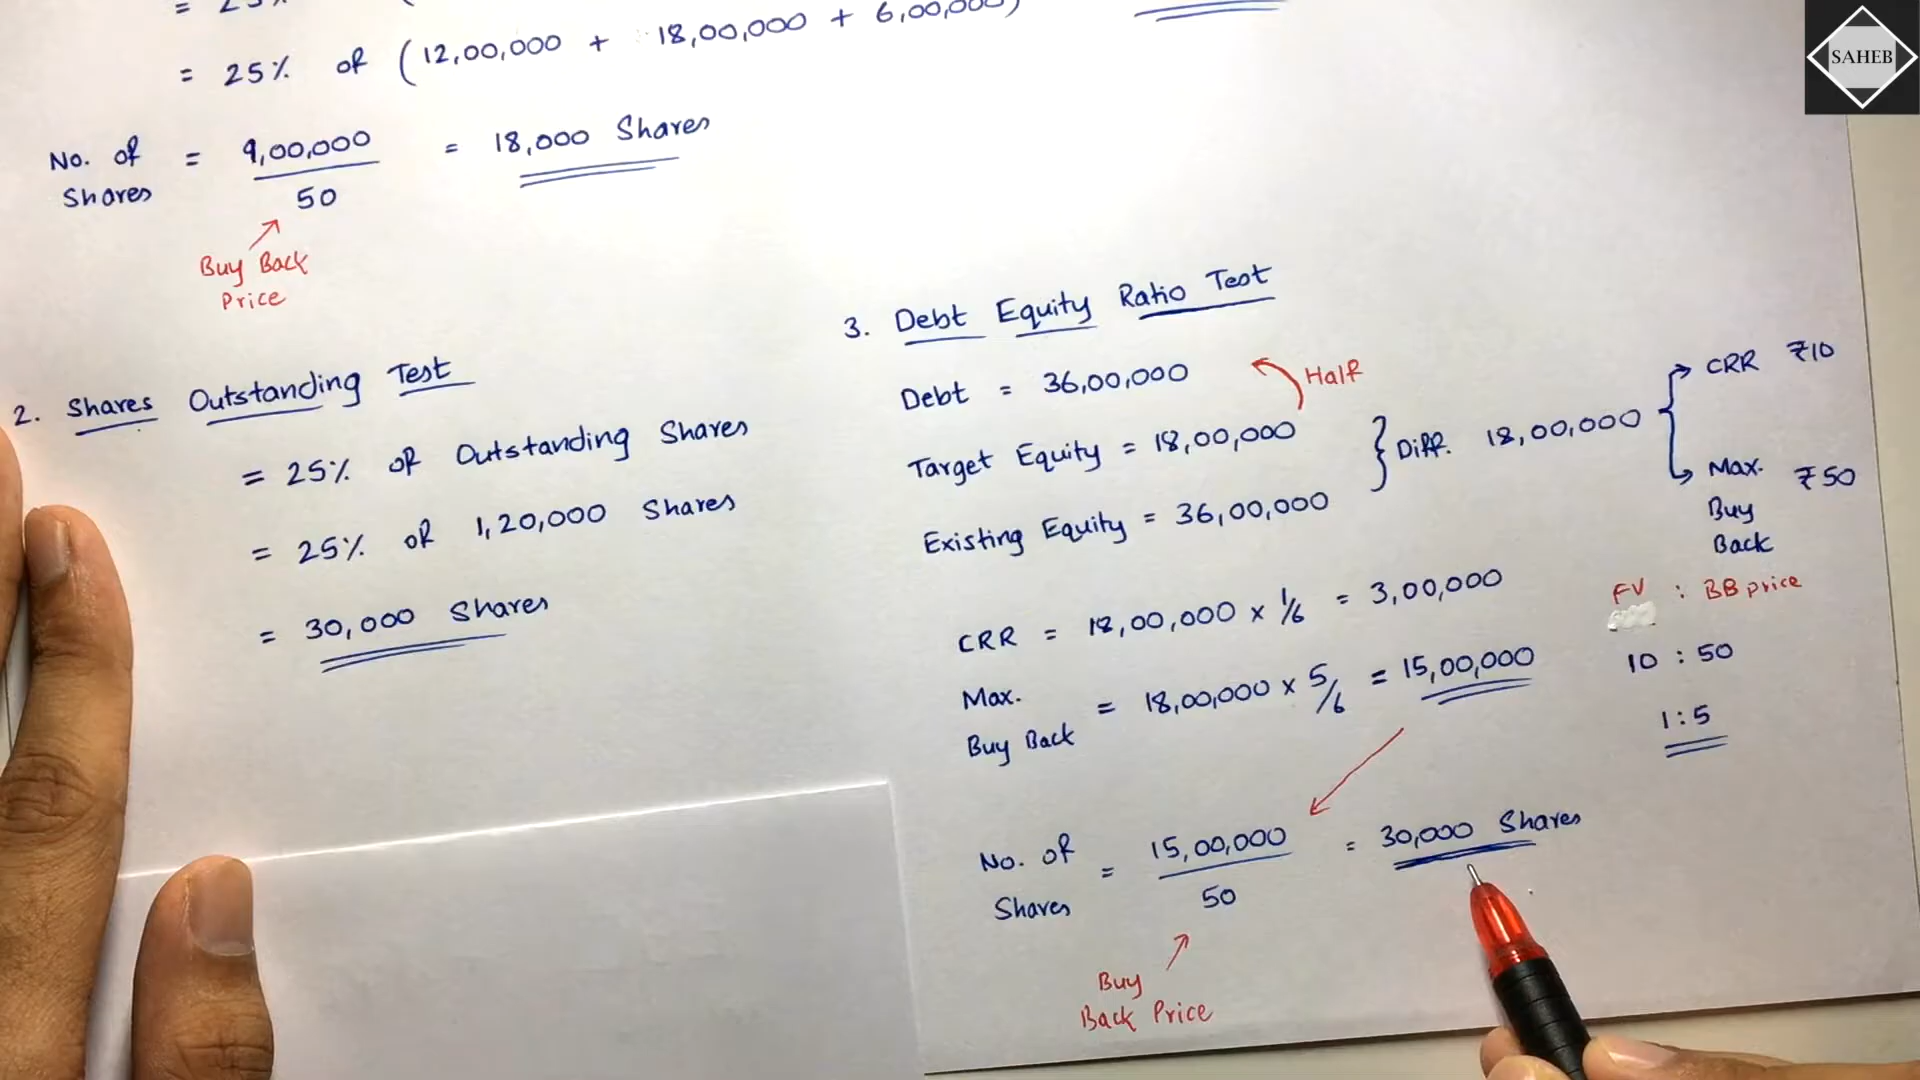 = 25%
= 25% of (12,00,000 + 18,00,000 + 6,00,000)
No. of Shares = 9,00,000 / 50 = 18,000 Shares
Buy Back
Price
2. Shares Outstanding Test
= 25% of Outstanding Shares
= 25% of 1,20,000 Shares
= 30,000 Shares
3. Debt Equity Ratio Test
Debt = 36,00,000
Half
Target Equity = 18,00,000
Existing Equity = 36,00,000
} Diff. 18,00,000
CRR ₹10
Max. ₹50
Buy
Back
CRR = 18,00,000 x 1/6 = 3,00,000
Max.
Buy Back = 18,00,000 x 5/6 = 15,00,000
FV : BB price
10 : 50
1 : 5
No. of Shares = 15,00,000 / 50 = 30,000 Shares
Buy
Back Price
SAHEB